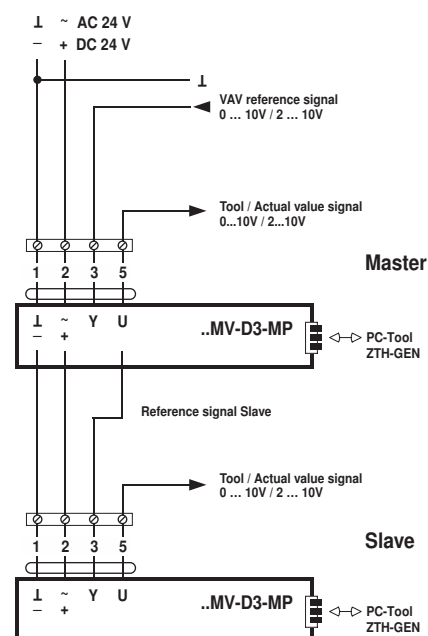 ⊥ ~ AC 24 V
– + DC 24 V
⊥
VAV reference signal
0 ... 10V / 2 ... 10V
Tool / Actual value signal
0...10V / 2...10V
1 2 3 5
Master
⊥ ~ Y U
– +
..MV-D3-MP
PC-Tool
ZTH-GEN
Reference signal Slave
Tool / Actual value signal
0 ... 10V / 2 ... 10V
1 2 3 5
Slave
⊥ ~ Y U
– +
..MV-D3-MP
PC-Tool
ZTH-GEN